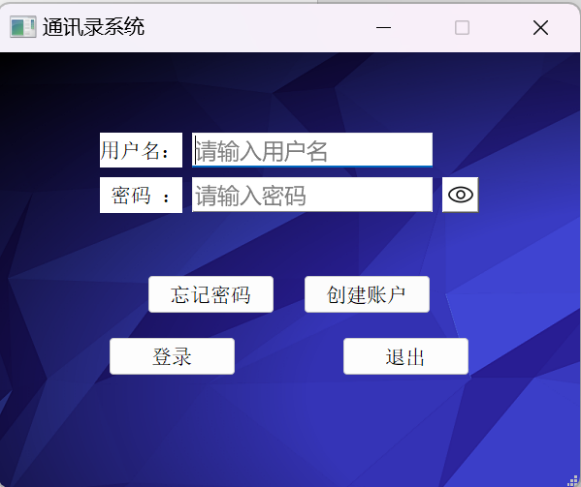 通讯录系统
用户名： 请输入用户名
密码 ： 请输入密码
忘记密码 创建账户
登录 退出